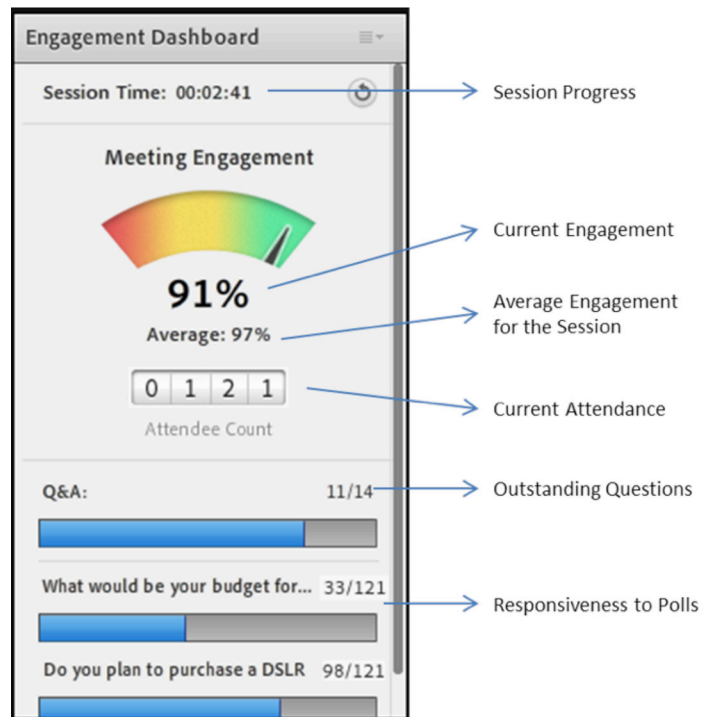 Engagement Dashboard
Session Time: 00:02:41
Session Progress
Meeting Engagement
91%
Current Engagement
Average: 97%
Average Engagement
for the Session
0 1 2 1
Attendee Count
Current Attendance
Q&A: 11/14
Outstanding Questions
What would be your budget for... 33/121
Responsiveness to Polls
Do you plan to purchase a DSLR 98/121